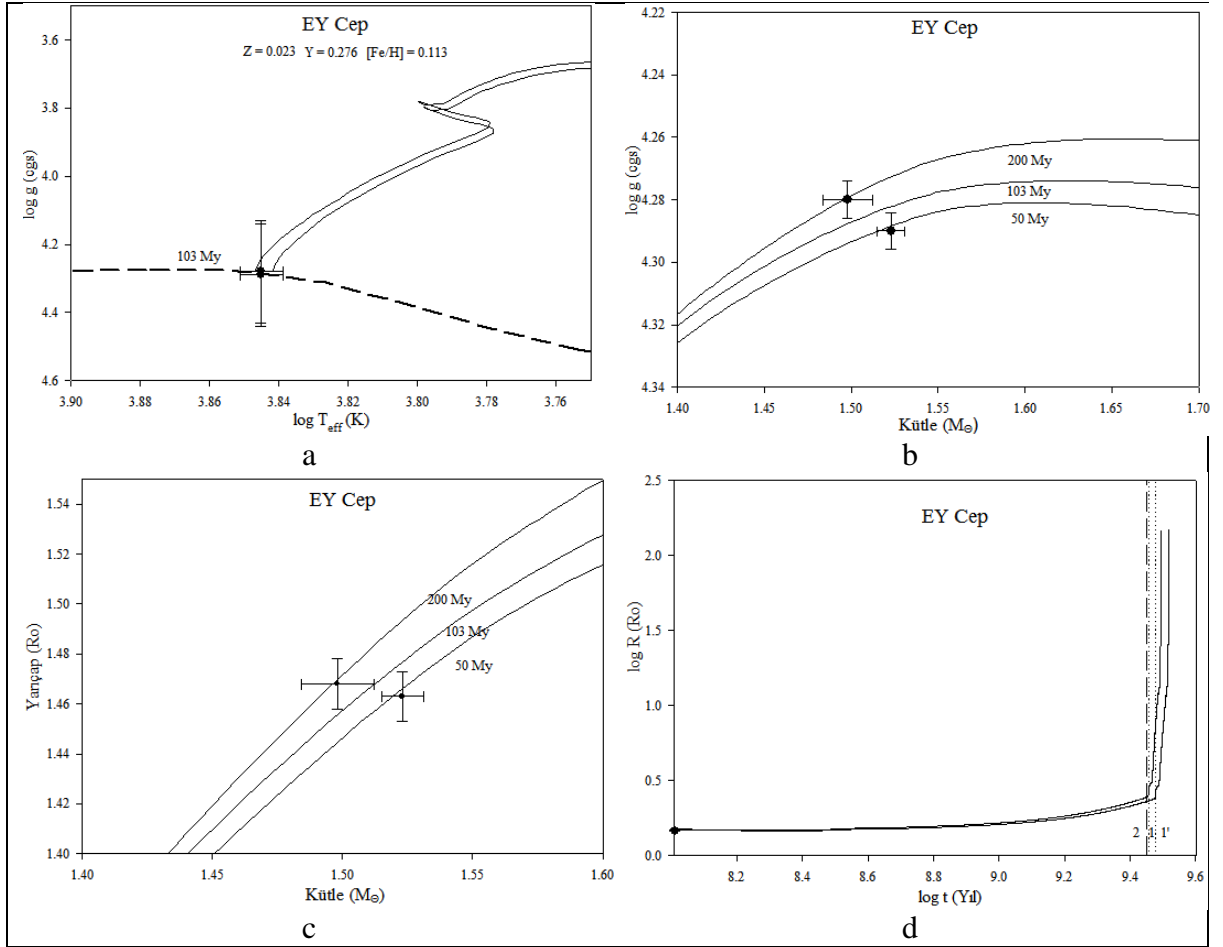 EY Cep
Z = 0.023 Y = 0.276 [Fe/H] = 0.113
3.6
3.8
4.0
4.2
4.4
4.6
log g (cgs)
103 My
3.90
3.88
3.86
3.84
3.82
3.80
3.78
3.76
log Teff (K)
a
EY Cep
4.22
4.24
4.26
4.28
4.30
4.32
4.34
log g (cgs)
200 My
103 My
50 My
1.40
1.45
1.50
1.55
1.60
1.65
1.70
Kütle (M⊙)
b
EY Cep
1.54
1.52
1.50
1.48
1.46
1.44
1.42
1.40
Yarıçap (Ro)
200 My
103 My
50 My
1.40
1.45
1.50
1.55
1.60
Kütle (M⊙)
c
EY Cep
2.5
2.0
1.5
1.0
0.5
0.0
log R (Ro)
2 1 1'
8.2
8.4
8.6
8.8
9.0
9.2
9.4
9.6
log t (Yıl)
d